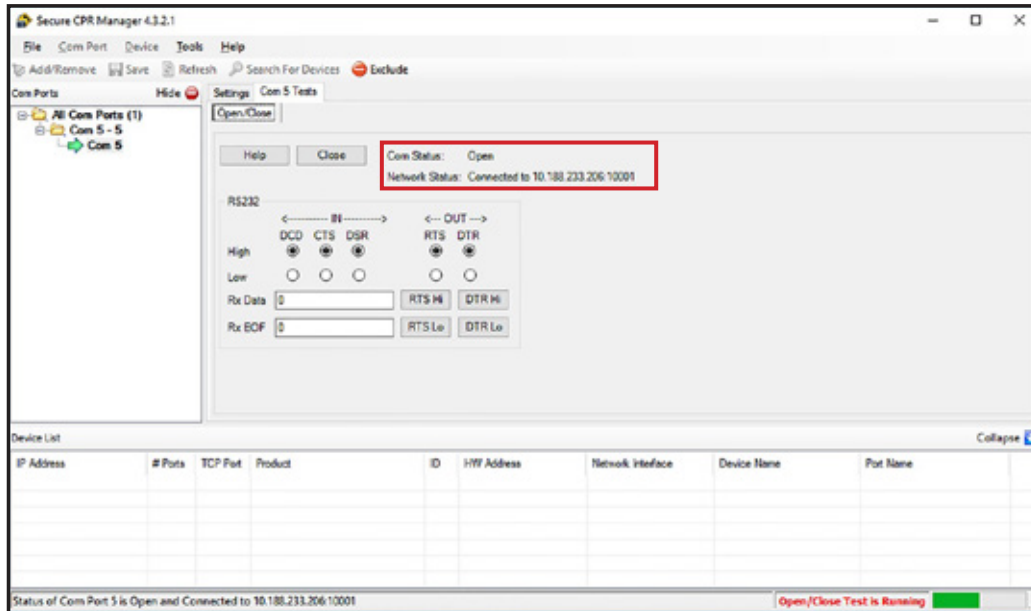 Secure CPR Manager 4.3.2.1
File Com Port Device Tools Help
Add/Remove Save Refresh Search For Devices Exclude
Com Ports Hide Settings Com 5 Tests
All Com Ports (1) Open/Close
Com 5 - 5
Com 5
Help Close Com Status: Open
Network Status: Connected to 10.188.233.206:10001
RS232
<----------- IN ----------> <--- OUT --->
DCD CTS DSR RTS DTR
High
Low
Rx Data 0 RTS Hi DTR Hi
Rx EOF 0 RTS Lo DTR Lo
Device List Collapse
IP Address # Ports TCP Port Product ID HW Address Network Interface Device Name Port Name
Status of Com Port 5 is Open and Connected to 10.188.233.206:10001 Open/Close Test is Running